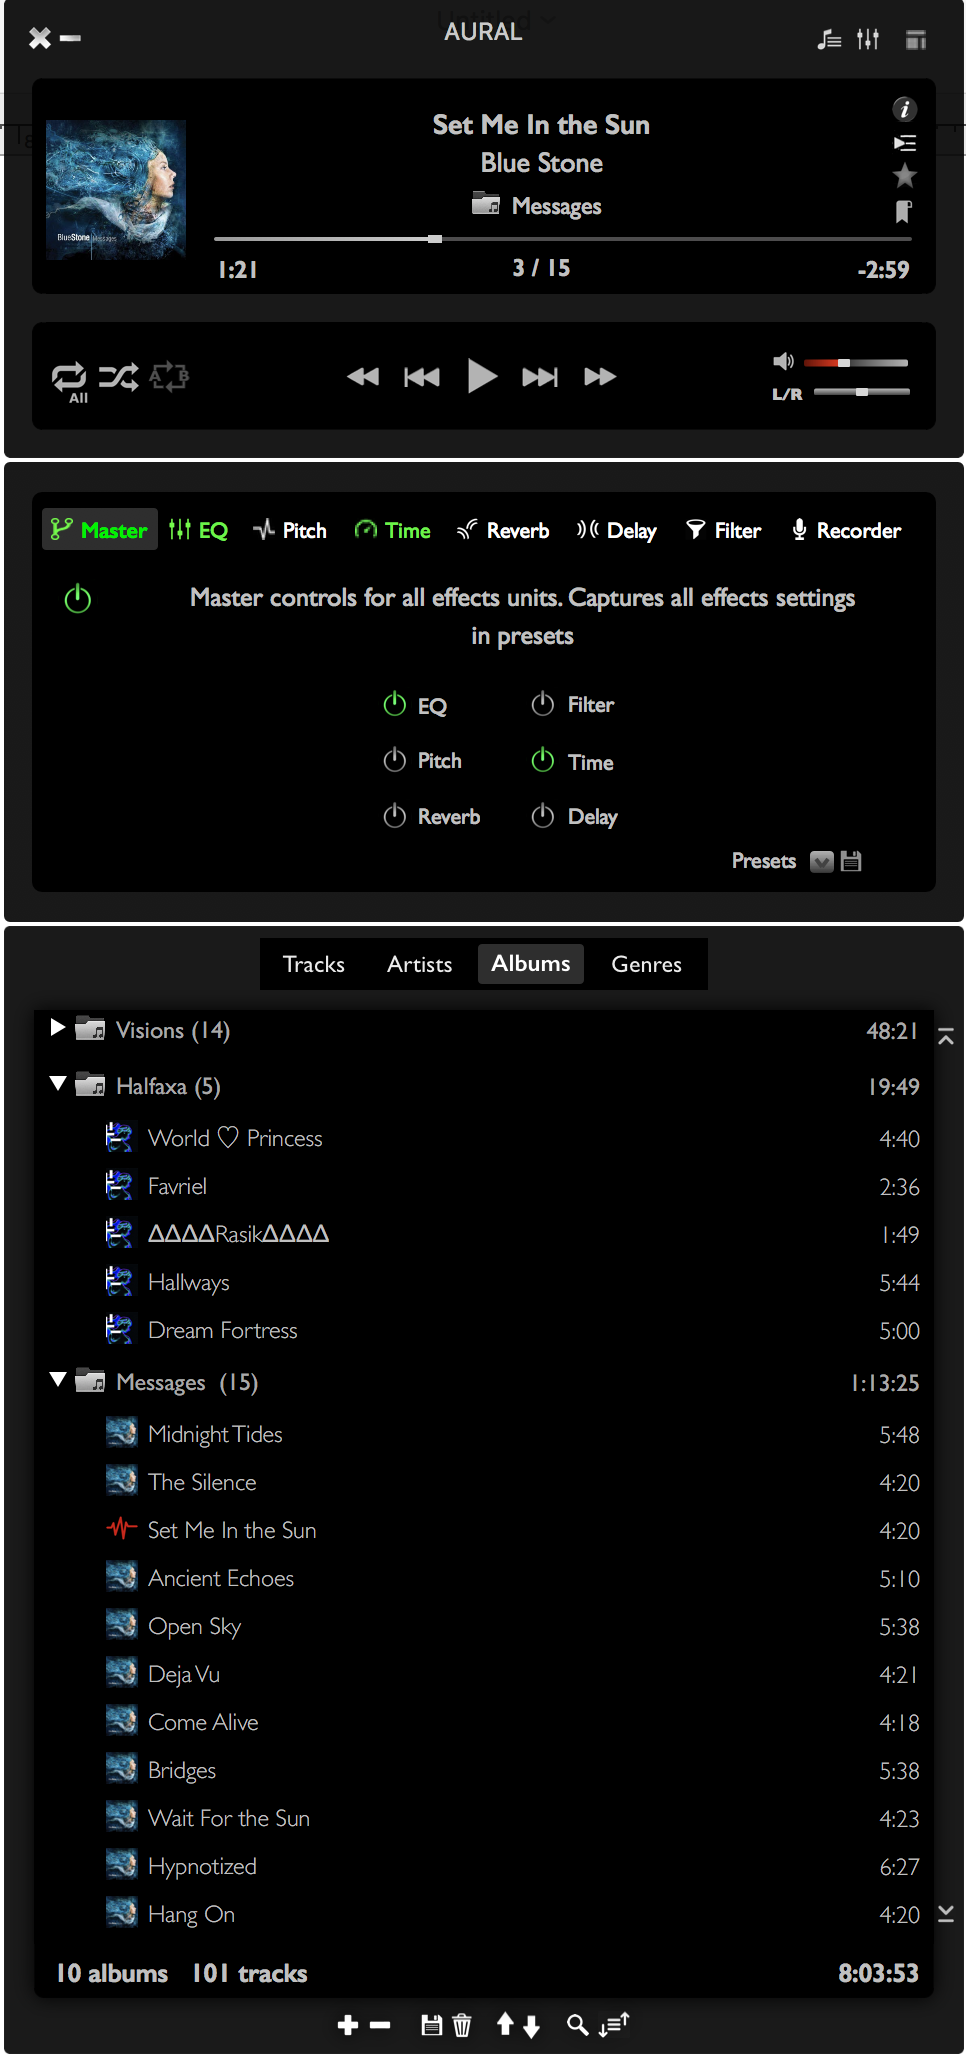 Untitled
AURAL
Set Me In the Sun
Blue Stone
Messages
BlueStone Messages
1:21 3 / 15 -2:59
All A B
L/R
Master EQ Pitch Time Reverb Delay Filter Recorder
Master controls for all effects units. Captures all effects settings
in presets
EQ Filter
Pitch Time
Reverb Delay
Presets
Tracks Artists Albums Genres
Visions (14) 48:21
Halfaxa (5) 19:49
World ♡ Princess 4:40
Favriel 2:36
∆∆∆∆Rasik∆∆∆∆ 1:49
Hallways 5:44
Dream Fortress 5:00
Messages (15) 1:13:25
Midnight Tides 5:48
The Silence 4:20
Set Me In the Sun 4:20
Ancient Echoes 5:10
Open Sky 5:38
Deja Vu 4:21
Come Alive 4:18
Bridges 5:38
Wait For the Sun 4:23
Hypnotized 6:27
Hang On 4:20
10 albums 101 tracks 8:03:53